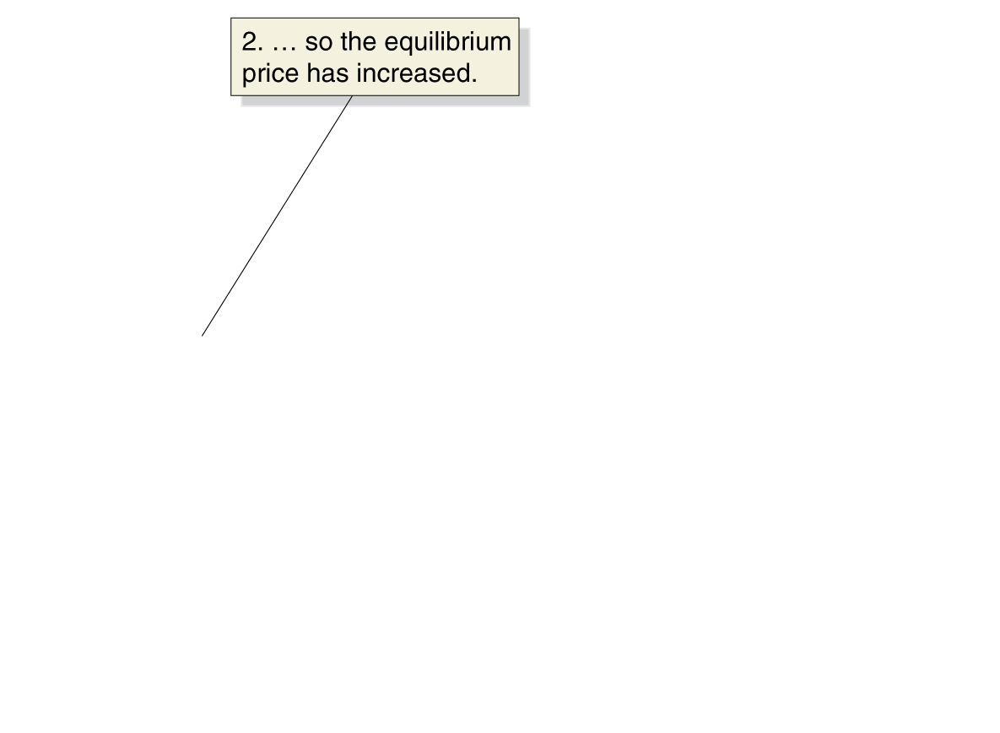 2. … so the equilibrium
price has increased.